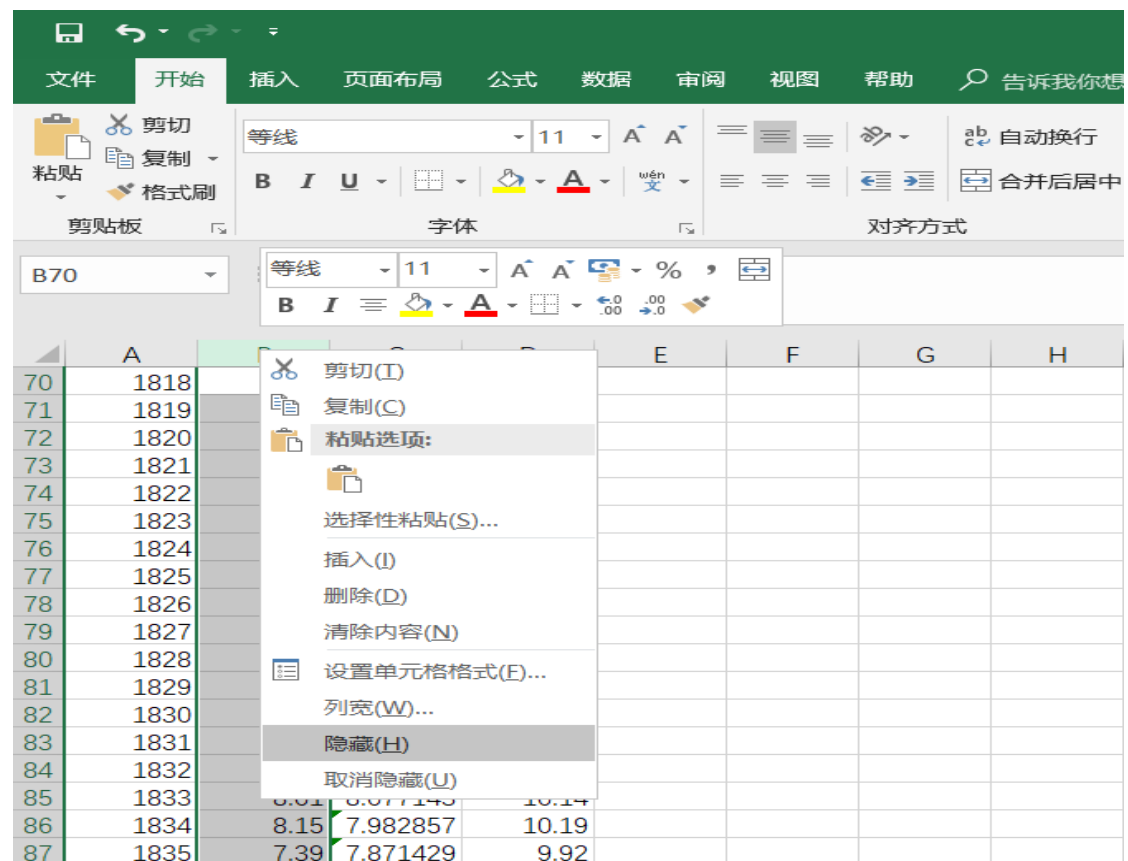 文件 开始 插入 页面布局 公式 数据 审阅 视图 帮助 告诉我你想
剪切
复制
格式刷
粘贴
剪贴板
等线 11 A A
B I U A wén 文
字体
ab c 自动换行
合并后居中
对齐方式
B70
等线 11 A A % ,
B I A .0 .00 .00 .0
A E F G H
70 1818
71 1819
72 1820
73 1821
74 1822
75 1823
76 1824
77 1825
78 1826
79 1827
80 1828
81 1829
82 1830
83 1831
84 1832
85 1833
86 1834 8.15 7.982857 10.19
87 1835 7.39 7.871429 9.92
剪切(T)
复制(C)
粘贴选项:
选择性粘贴(S)...
插入(I)
删除(D)
清除内容(N)
设置单元格格式(F)...
列宽(W)...
隐藏(H)
取消隐藏(U)